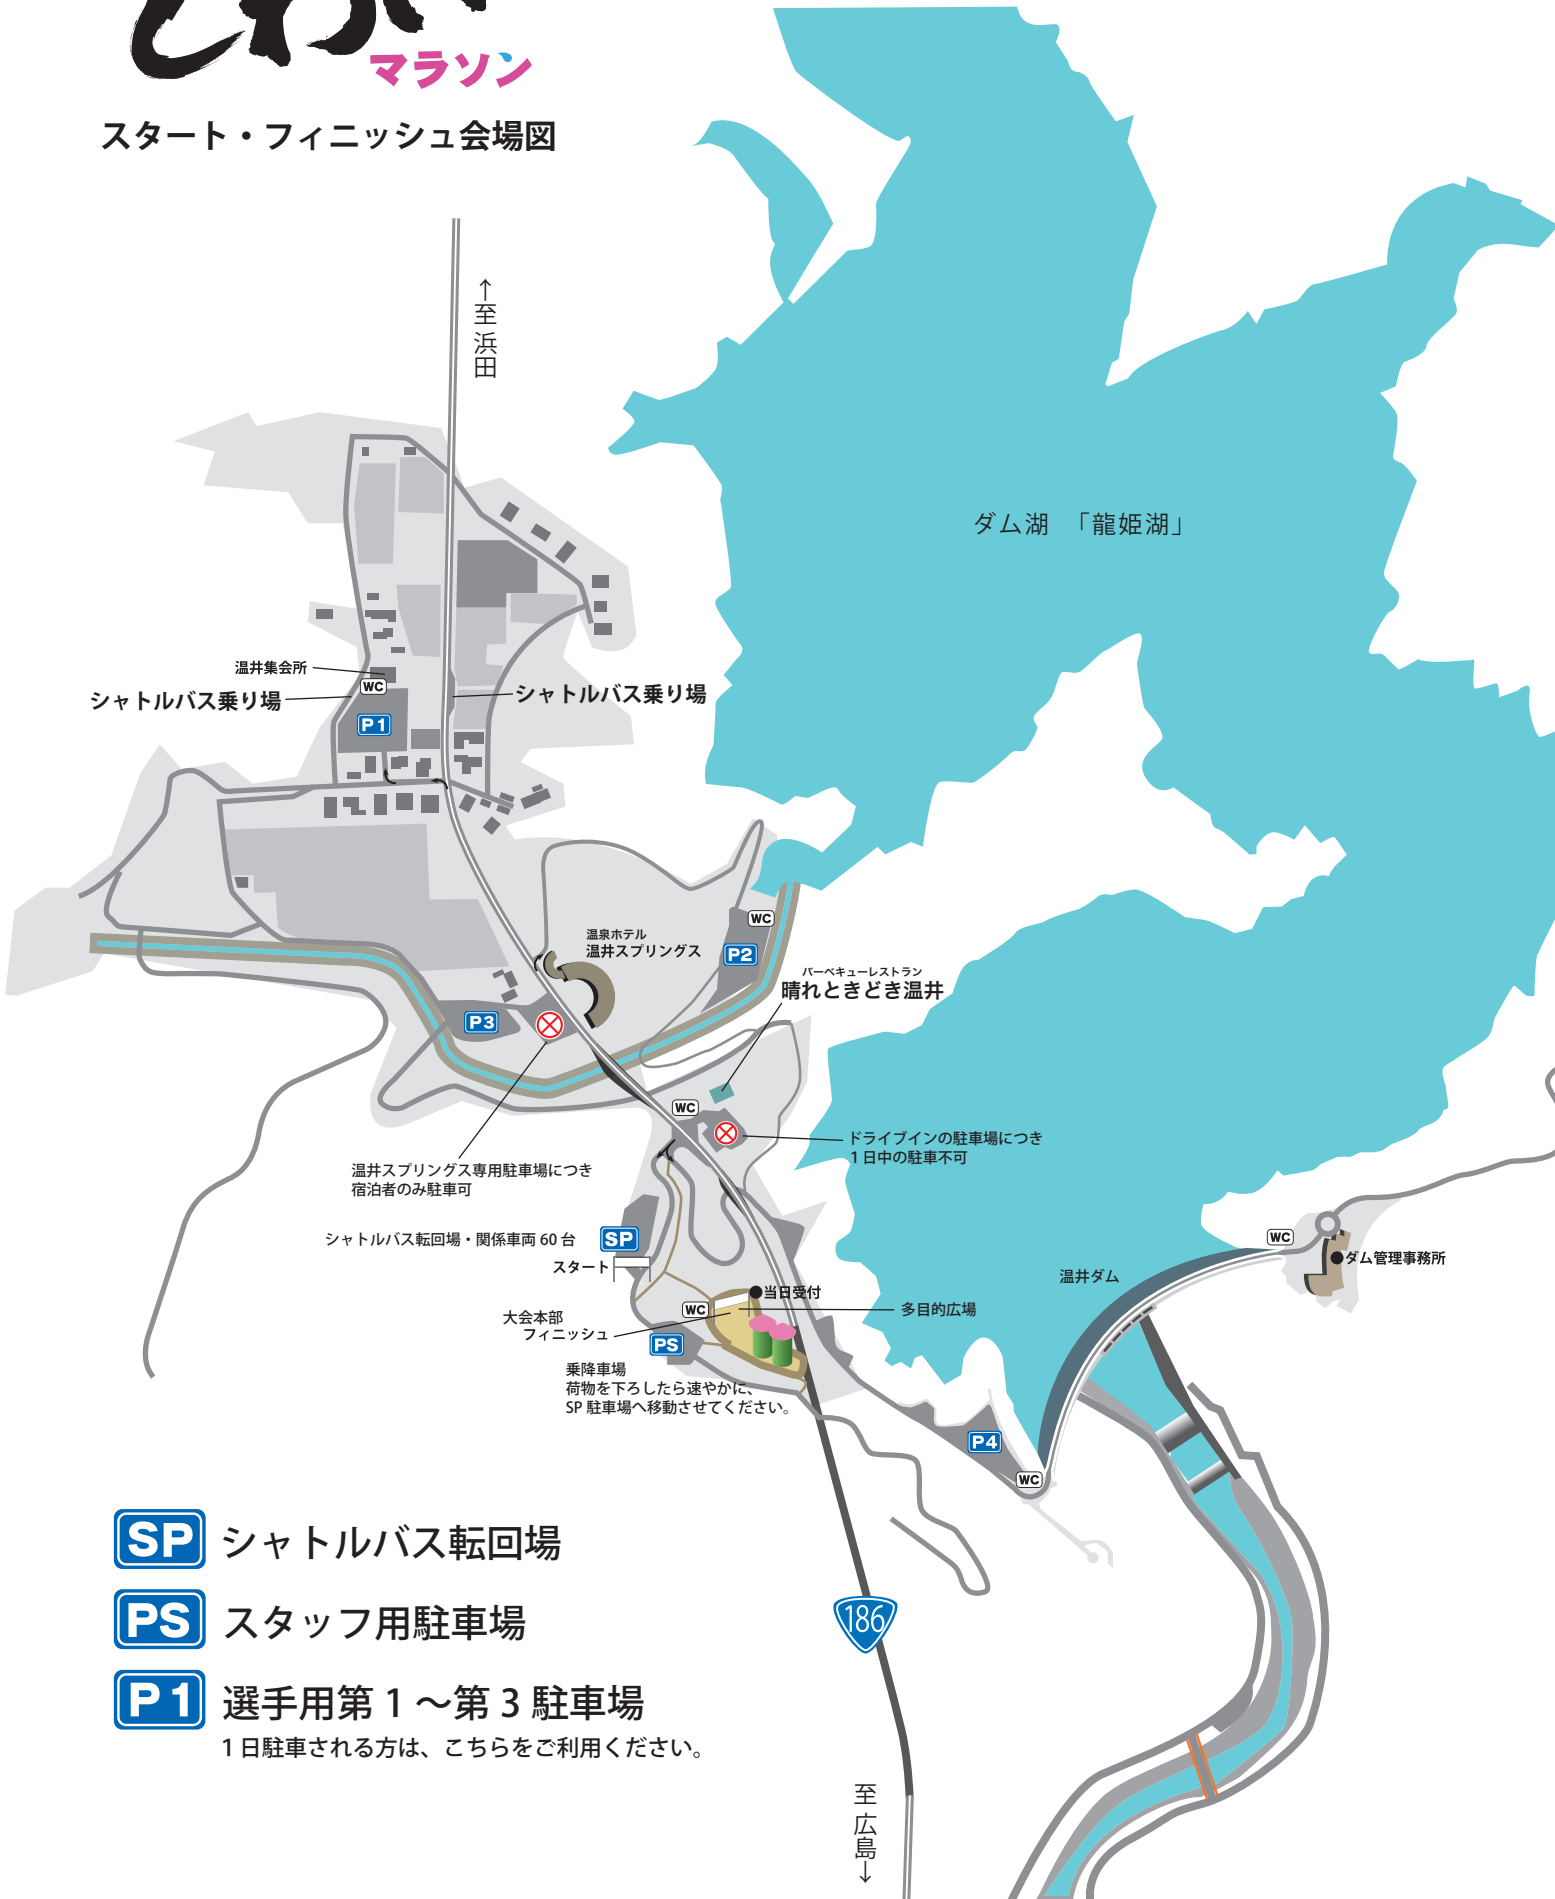 マラソン
スタート・フィニッシュ会場図
↑至 浜田
ダム湖 「龍姫湖」
温井集会所
WC
シャトルバス乗り場
シャトルバス乗り場
P1
温泉ホテル
温井スプリングス
WC
P2
バーベキューレストラン
晴れときどき温井
P3
WC
ドライブインの駐車場につき
1日中の駐車不可
温井スプリングス専用駐車場につき
宿泊者のみ駐車可
シャトルバス転回場・関係車両 60 台
SP
スタート
WC
ダム管理事務所
温井ダム
当日受付
WC
多目的広場
大会本部
フィニッシュ
PS
乗降車場
荷物を下ろしたら速やかに、
SP 駐車場へ移動させてください。
P4
WC
SP シャトルバス転回場
PS スタッフ用駐車場
P1 選手用第 1 ～第 3 駐車場
1 日駐車される方は、こちらをご利用ください。
186
至 広島↓